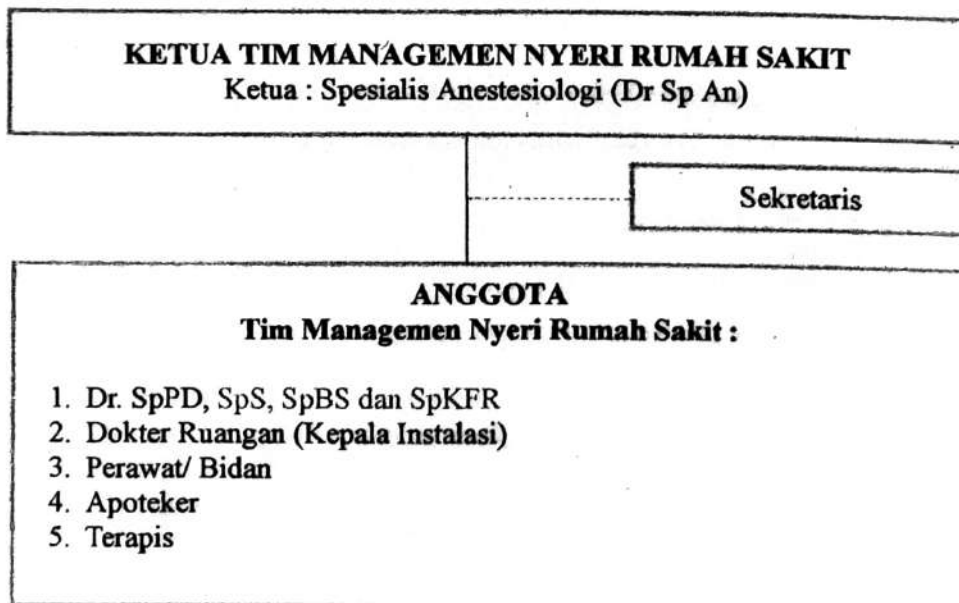 KETUA TIM MANAGEMEN NYERI RUMAH SAKIT
Ketua : Spesialis Anestesiologi (Dr Sp An)
Sekretaris
ANGGOTA
Tim Managemen Nyeri Rumah Sakit :
1. Dr. SpPD, SpS, SpBS dan SpKFR
2. Dokter Ruangan (Kepala Instalasi)
3. Perawat/ Bidan
4. Apoteker
5. Terapis